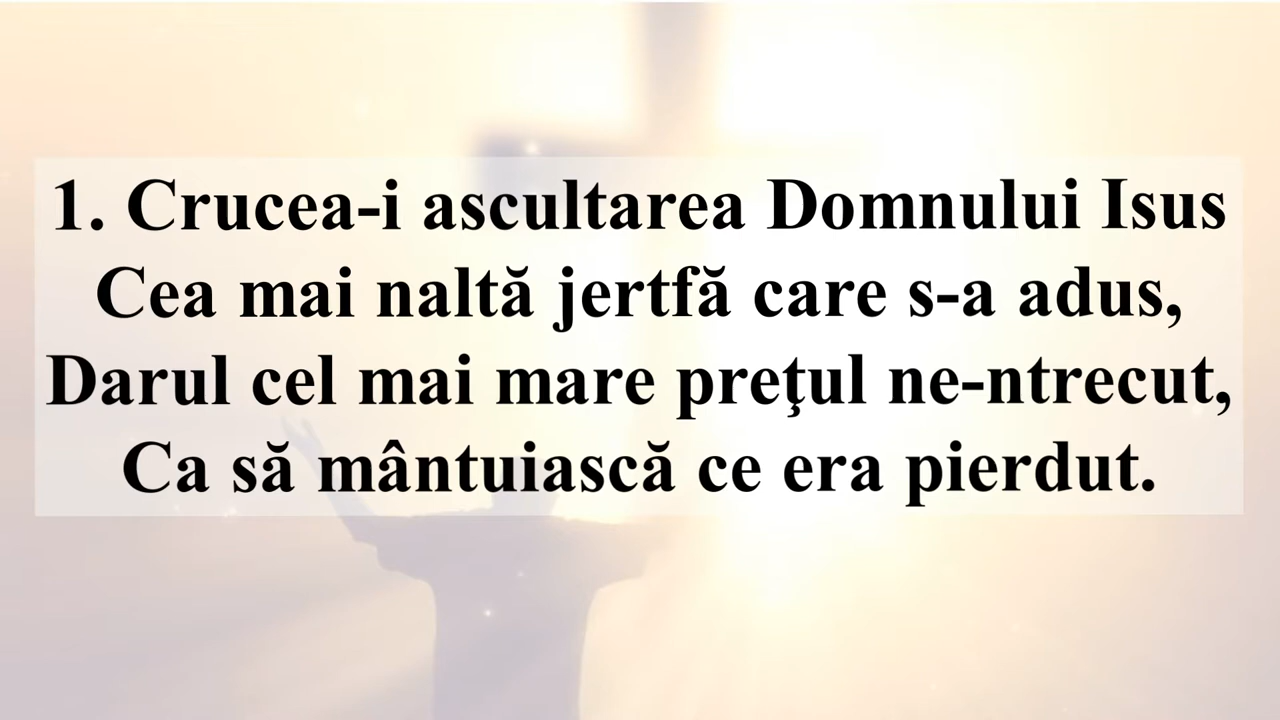 1. Crucea-i ascultarea Domnului Isus
Cea mai naltă jertfă care s-a adus,
Darul cel mai mare preţul ne-ntrecut,
Ca să mântuiască ce era pierdut.